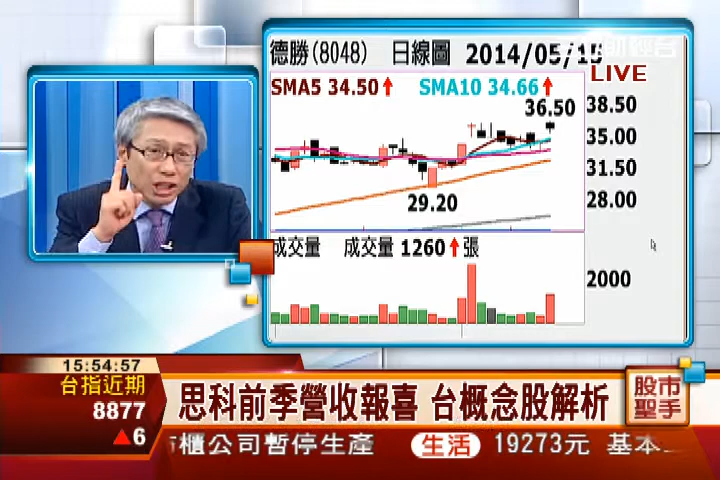 德勝(8048) 日線圖 2014/05/15
LIVE
SMA5 34.50 SMA10 34.66
36.50
38.50
35.00
31.50
28.00
29.20
成交量 成交量 1260 張
2000
15:54:57
台指近期
8877
▲6
思科前季營收報喜 台概念股解析
股市
聖手
市櫃公司暫停生產 生活 19273元 基本